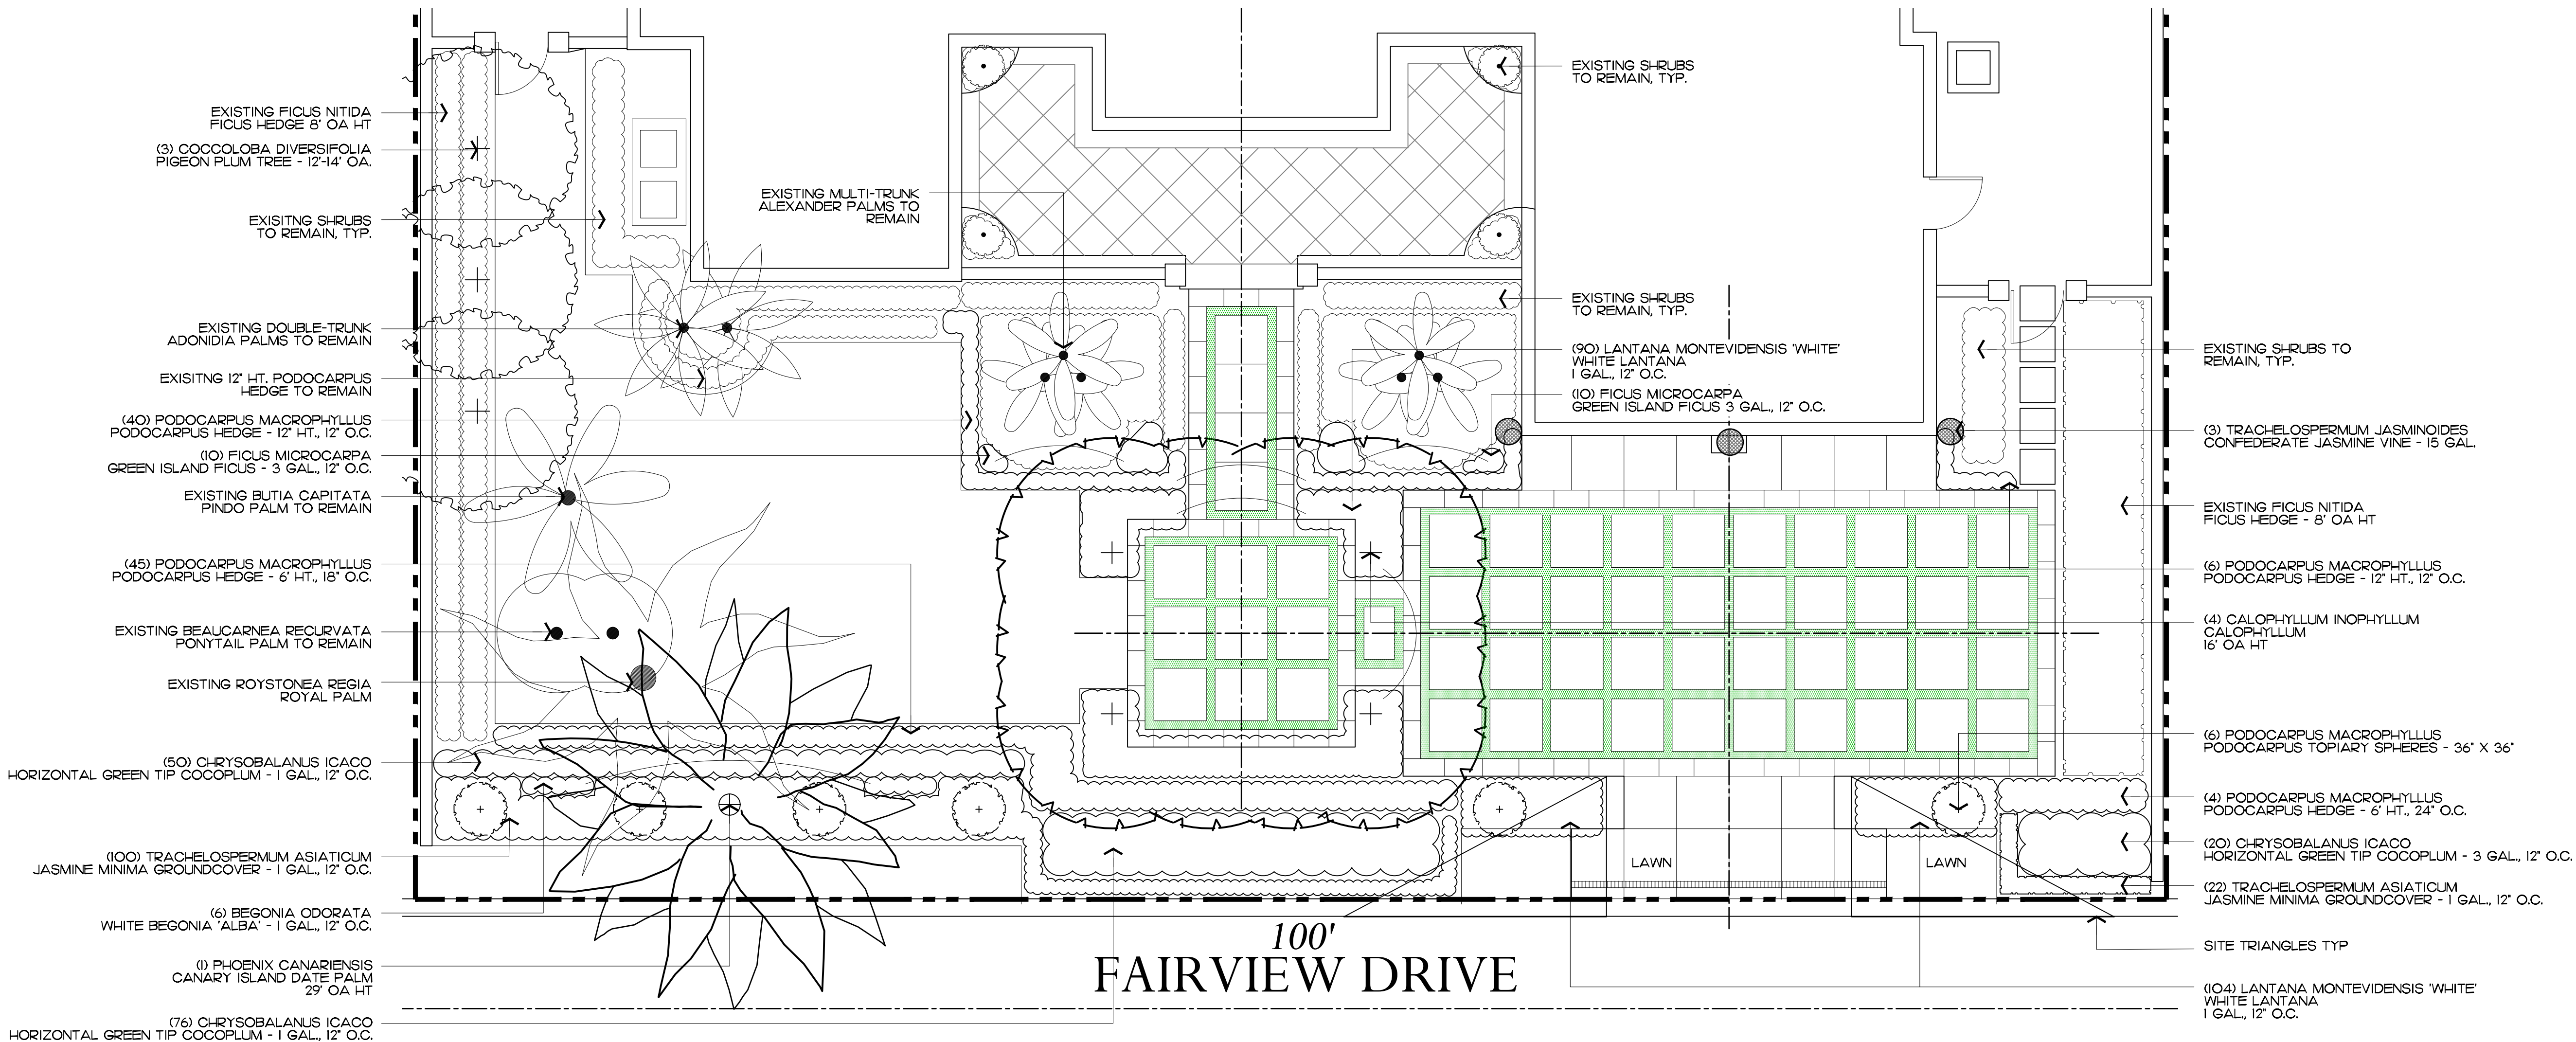 EXISTING FICUS NITIDA
FICUS HEDGE 8' OA HT
(3) COCCOLOBA DIVERSIFOLIA
PIGEON PLUM TREE - 12'-14' OA.
EXISITNG SHRUBS
TO REMAIN, TYP.
EXISTING DOUBLE-TRUNK
ADONIDIA PALMS TO REMAIN
EXISITNG 12" HT. PODOCARPUS
HEDGE TO REMAIN
(40) PODOCARPUS MACROPHYLLUS
PODOCARPUS HEDGE - 12" HT., 12" O.C.
(10) FICUS MICROCARPA
GREEN ISLAND FICUS - 3 GAL., 12" O.C.
EXISTING BUTIA CAPITATA
PINDO PALM TO REMAIN
(45) PODOCARPUS MACROPHYLLUS
PODOCARPUS HEDGE - 6' HT., 18" O.C.
EXISTING BEAUCARNEA RECURVATA
PONYTAIL PALM TO REMAIN
EXISTING ROYSTONEA REGIA
ROYAL PALM
(50) CHRYSOBALANUS ICACO
HORIZONTAL GREEN TIP COCOPLUM - 1 GAL., 12" O.C.
(100) TRACHELOSPERMUM ASIATICUM
JASMINE MINIMA GROUNDCOVER - 1 GAL., 12" O.C.
(6) BEGONIA ODORATA
WHITE BEGONIA 'ALBA' - 1 GAL., 12" O.C.
(1) PHOENIX CANARIENSIS
CANARY ISLAND DATE PALM
29' OA HT
(76) CHRYSOBALANUS ICACO
HORIZONTAL GREEN TIP COCOPLUM - 1 GAL., 12" O.C.
EXISTING MULTI-TRUNK
ALEXANDER PALMS TO
REMAIN
EXISTING SHRUBS
TO REMAIN, TYP.
EXISTING SHRUBS
TO REMAIN, TYP.
(90) LANTANA MONTEVIDENSIS 'WHITE'
WHITE LANTANA
1 GAL., 12" O.C.
(10) FICUS MICROCARPA
GREEN ISLAND FICUS 3 GAL., 12" O.C.
LAWN
LAWN
100'
FAIRVIEW DRIVE
EXISTING SHRUBS TO
REMAIN, TYP.
(3) TRACHELOSPERMUM JASMINOIDES
CONFEDERATE JASMINE VINE - 15 GAL.
EXISTING FICUS NITIDA
FICUS HEDGE - 8' OA HT
(6) PODOCARPUS MACROPHYLLUS
PODOCARPUS HEDGE - 12" HT., 12" O.C.
(4) CALOPHYLLUM INOPHYLLUM
CALOPHYLLUM
16' OA HT
(6) PODOCARPUS MACROPHYLLUS
PODOCARPUS TOPIARY SPHERES - 36" X 36"
(4) PODOCARPUS MACROPHYLLUS
PODOCARPUS HEDGE - 6' HT., 24" O.C.
(20) CHRYSOBALANUS ICACO
HORIZONTAL GREEN TIP COCOPLUM - 3 GAL., 12" O.C.
(22) TRACHELOSPERMUM ASIATICUM
JASMINE MINIMA GROUNDCOVER - 1 GAL., 12" O.C.
SITE TRIANGLES TYP
(104) LANTANA MONTEVIDENSIS 'WHITE'
WHITE LANTANA
1 GAL., 12" O.C.